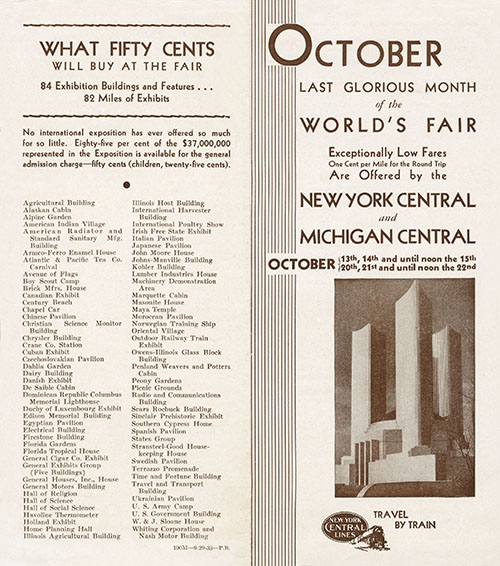 WHAT FIFTY CENTS
WILL BUY AT THE FAIR
84 Exhibition Buildings and Features . . .
82 Miles of Exhibits
No international exposition has ever offered so much
for so little. Eighty-five per cent of the $37,000,000
represented in the Exposition is available for the general
admission charge—fifty cents (children, twenty-five cents).
Agricultural Building
Alaskan Cabin
Alpine Garden
American Indian Village
American Radiator and
Standard Sanitary Mfg.
Building
Armco-Ferro Enamel House
Atlantic & Pacific Tea Co.
Carnival
Avenue of Flags
Boy Scout Camp
Brick Mfrs. House
Canadian Exhibit
Century Beach
Chapel Car
Chinese Pavilion
Christian Science Monitor
Building
Chrysler Building
Crane Co. Station
Cuban Exhibit
Czechoslovakian Pavilion
Dahlia Garden
Dairy Building
Danish Exhibit
De Saible Cabin
Dominican Republic Columbus
Memorial Lighthouse
Duchy of Luxembourg Exhibit
Edison Memorial Building
Egyptian Pavilion
Electrical Building
Firestone Building
Florida Gardens
Florida Tropical House
General Cigar Co. Exhibit
General Exhibits Group
(Five Buildings)
General Houses, Inc., House
General Motors Building
Hall of Religion
Hall of Science
Hall of Social Science
Havoline Thermometer
Holland Exhibit
Home Planning Hall
Illinois Agricultural Building
Illinois Host Building
International Harvester
Building
International Poultry Show
Irish Free State Exhibit
Italian Pavilion
Japanese Pavilion
John Moore House
Johns-Manville Building
Kohler Building
Lumber Industries House
Machinery Demonstration
Area
Marquette Cabin
Masonite House
Maya Temple
Moroccan Pavilion
Norwegian Training Ship
Oriental Village
Outdoor Railway Train
Exhibit
Owens-Illinois Glass Block
Building
Penland Weavers and Potters
Cabin
Peony Gardens
Picnic Grounds
Radio and Communications
Building
Sears Roebuck Building
Sinclair Prehistoric Exhibit
Southern Cypress Home
Spanish Pavilion
States Group
Stransteel-Good House-
keeping House
Swedish Pavilion
Terrazzo Promenade
Time and Fortune Building
Travel and Transport
Building
Ukrainian Pavilion
U. S. Army Camp
U. S. Government Building
W. & J. Sloane House
Whiting Corporation and
Nash Motor Building
100M—9-29-33—P.B.
OCTOBER
LAST GLORIOUS MONTH
of the
WORLD'S FAIR
Exceptionally Low Fares
One Cent per Mile for the Round Trip
Are Offered by the
NEW YORK CENTRAL
and
MICHIGAN CENTRAL
OCTOBER 13th, 14th and until noon the 15th
20th, 21st and until noon the 22nd
NEW YORK
CENTRAL
LINES
TRAVEL
BY TRAIN